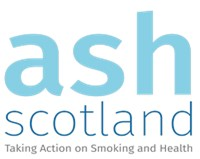 ash
scotland
Taking Action on Smoking and Health